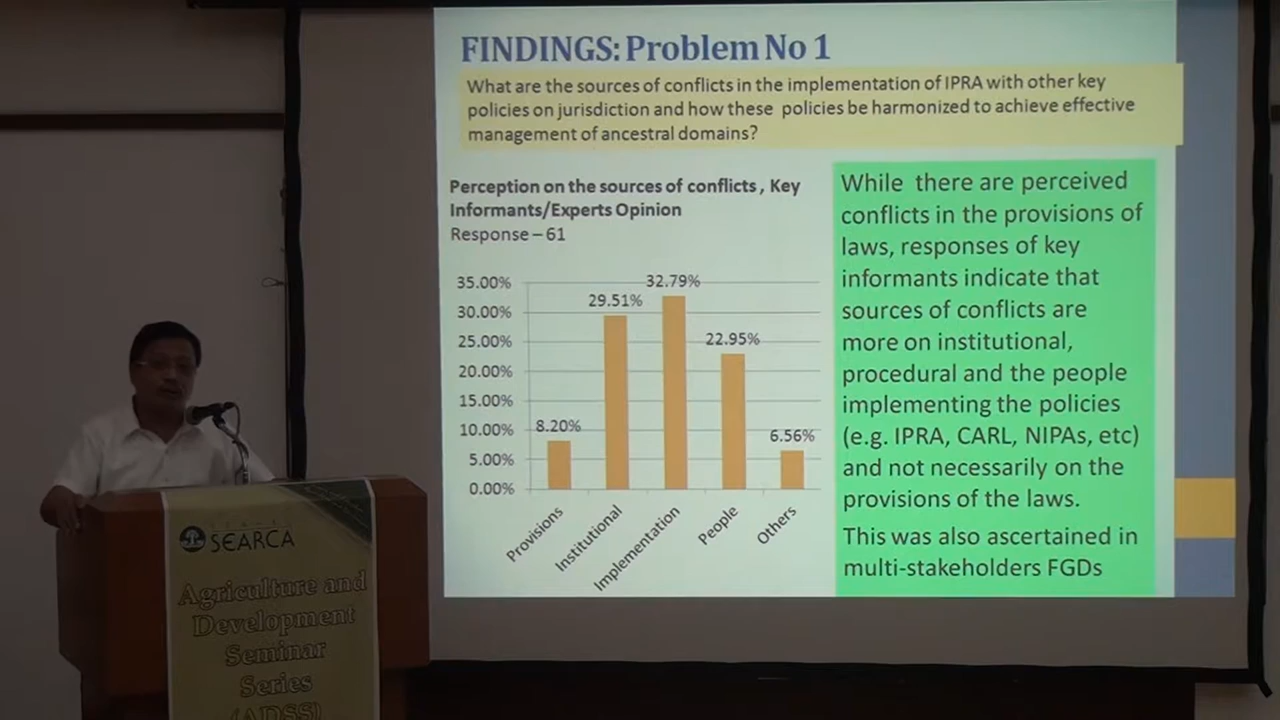 FINDINGS: Problem No 1
What are the sources of conflicts in the implementation of IPRA with other key
policies on jurisdiction and how these policies be harmonized to achieve effective
management of ancestral domains?
Perception on the sources of conflicts , Key
Informants/Experts Opinion
Response – 61
35.00%
30.00%
25.00%
20.00%
15.00%
10.00%
5.00%
0.00%
8.20%
29.51%
32.79%
22.95%
6.56%
Provisions
Institutional
Implementation
People
Others
While there are perceived
conflicts in the provisions of
laws, responses of key
informants indicate that
sources of conflicts are
more on institutional,
procedural and the people
implementing the policies
(e.g. IPRA, CARL, NIPAs, etc)
and not necessarily on the
provisions of the laws.
This was also ascertained in
multi-stakeholders FGDs
SEARCA
Agriculture and
Development
Seminar
Series
(ADSS)